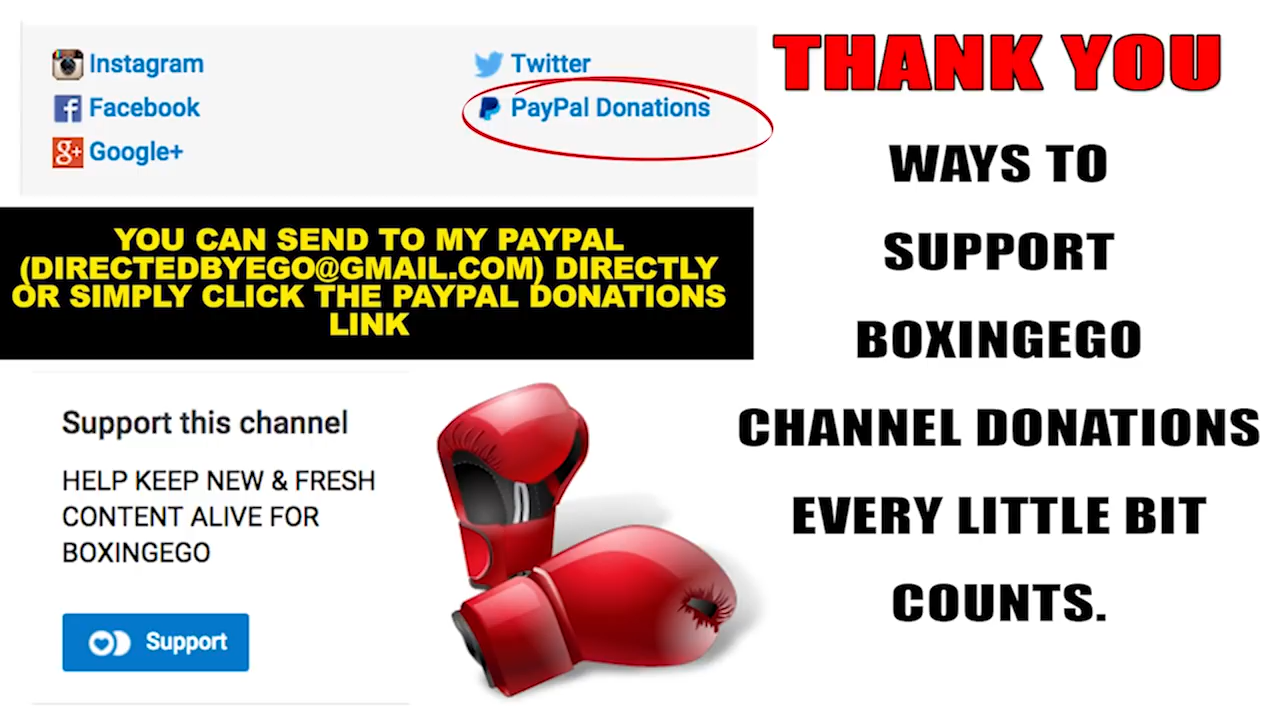 Instagram
Twitter
Facebook
PayPal Donations
Google+
YOU CAN SEND TO MY PAYPAL
(DIRECTEDBYEGO@GMAIL.COM) DIRECTLY
OR SIMPLY CLICK THE PAYPAL DONATIONS
LINK
Support this channel
HELP KEEP NEW & FRESH
CONTENT ALIVE FOR
BOXINGEGO
Support
THANK YOU
WAYS TO
SUPPORT
BOXINGEGO
CHANNEL DONATIONS
EVERY LITTLE BIT
COUNTS.